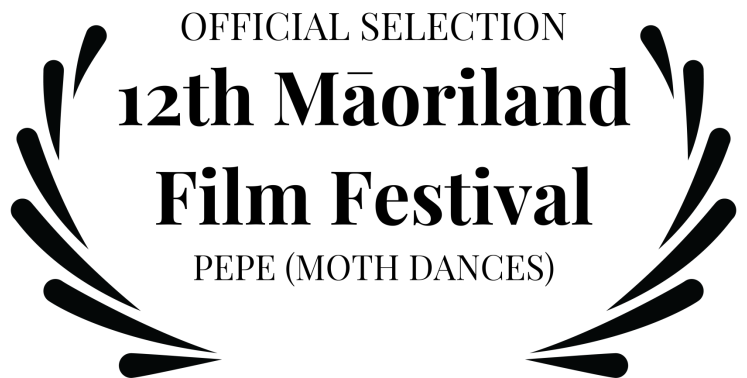 OFFICIAL SELECTION
12th Māoriland
Film Festival
PEPE (MOTH DANCES)